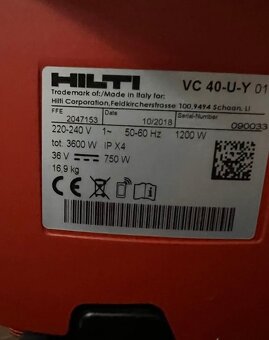 HILTI VC 40-U-Y 01
Trademark of:/Made in Italy for:
Hilti Corporation,Feldkircherstrasse 100,9494 Schaan, LI
FFE Serial-Number
2047153 10/2018 090033
220-240 V 1~ 50-60 Hz 1200 W
tot. 3600W IP X4
36 V 750 W
16,9 kg
CE